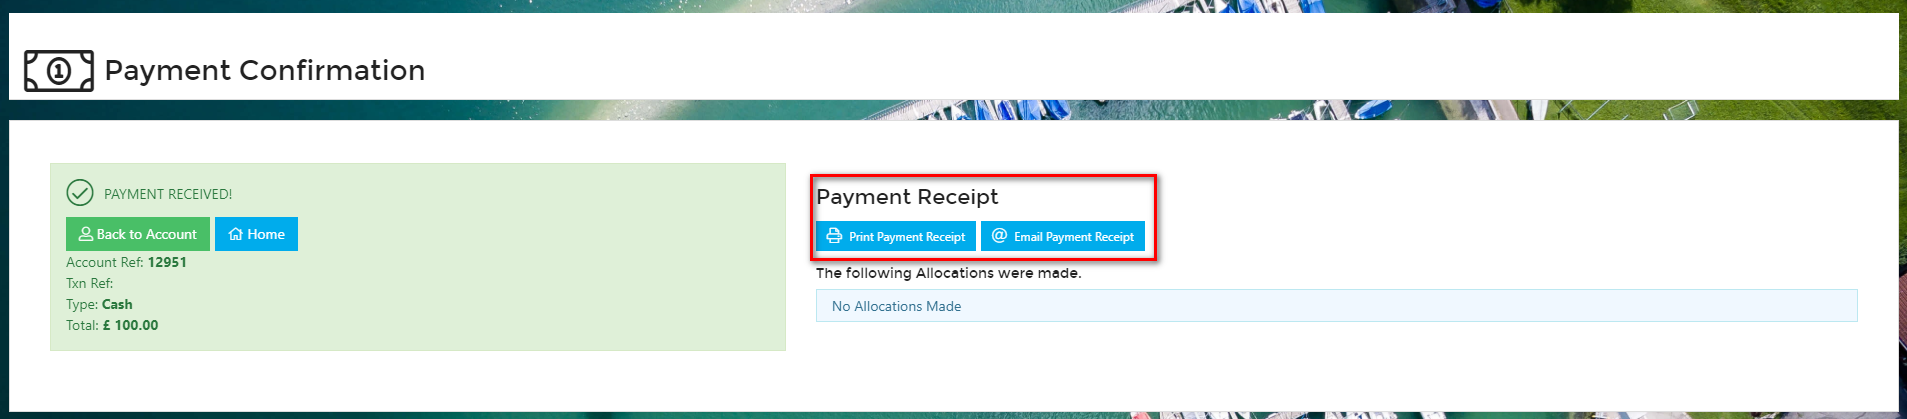 1
Payment Confirmation
PAYMENT RECEIVED!
Back to Account
Home
Account Ref: 12951
Txn Ref:
Type: Cash
Total: £ 100.00
Payment Receipt
Print Payment Receipt
@ Email Payment Receipt
The following Allocations were made.
No Allocations Made